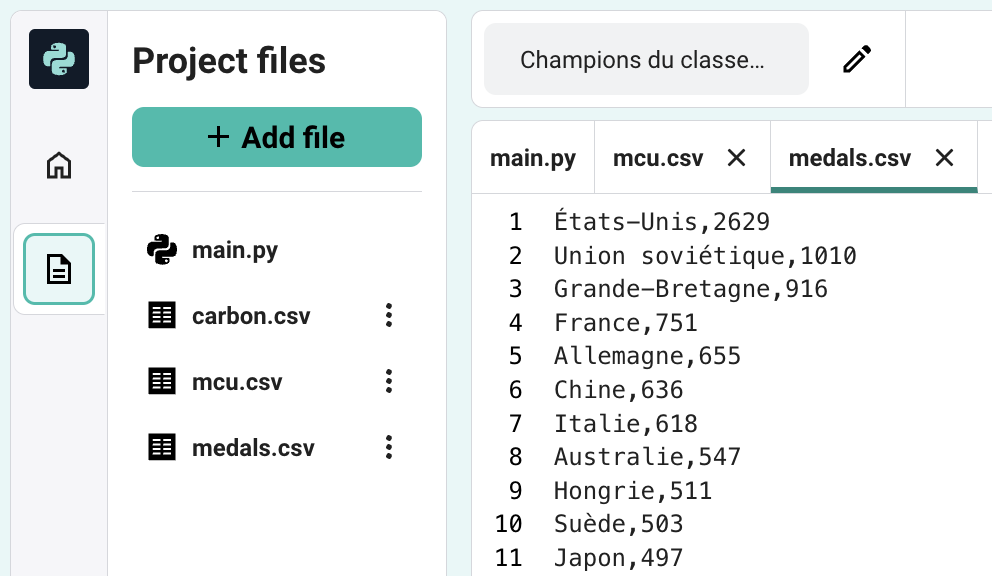 Project files
+ Add file
main.py
carbon.csv
mcu.csv
medals.csv
Champions du classe…
main.py mcu.csv medals.csv
1 États-Unis,2629
2 Union soviétique,1010
3 Grande-Bretagne,916
4 France,751
5 Allemagne,655
6 Chine,636
7 Italie,618
8 Australie,547
9 Hongrie,511
10 Suède,503
11 Japon,497